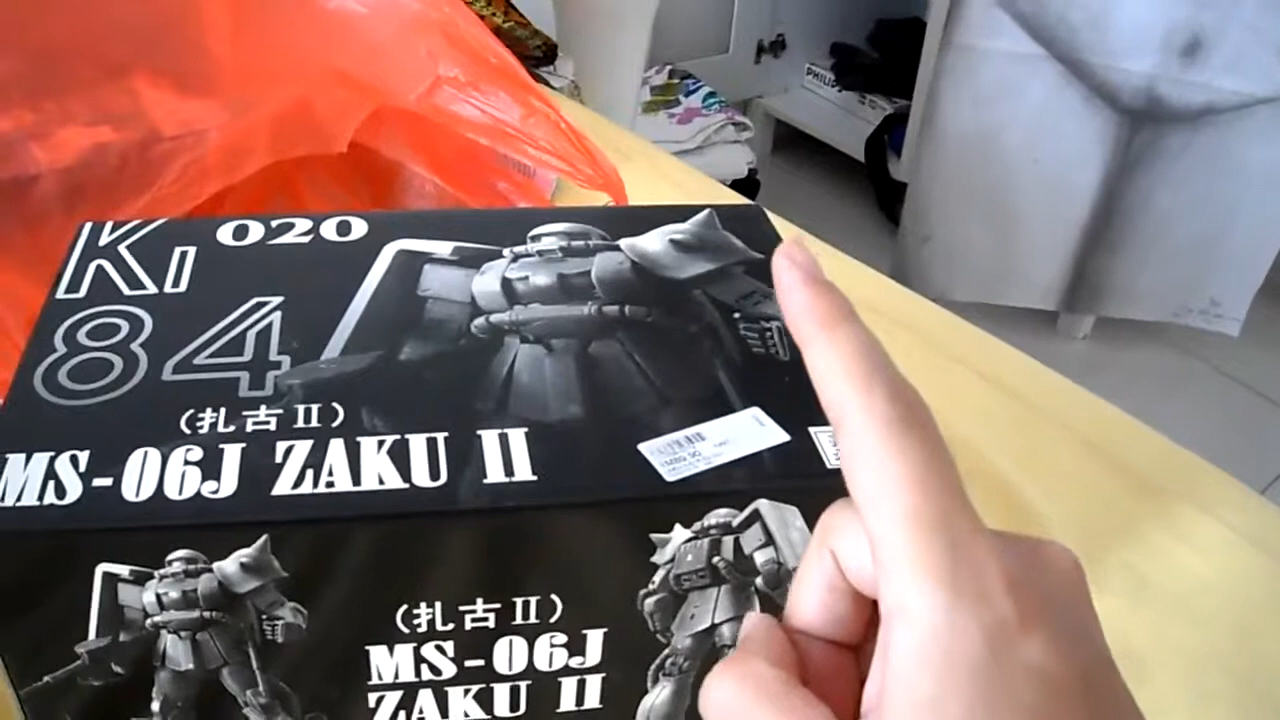 Ki 020
84
(扎古II)
MS-06J ZAKU II
PHILIPS
(扎古II)
MS-06J
ZAKU II